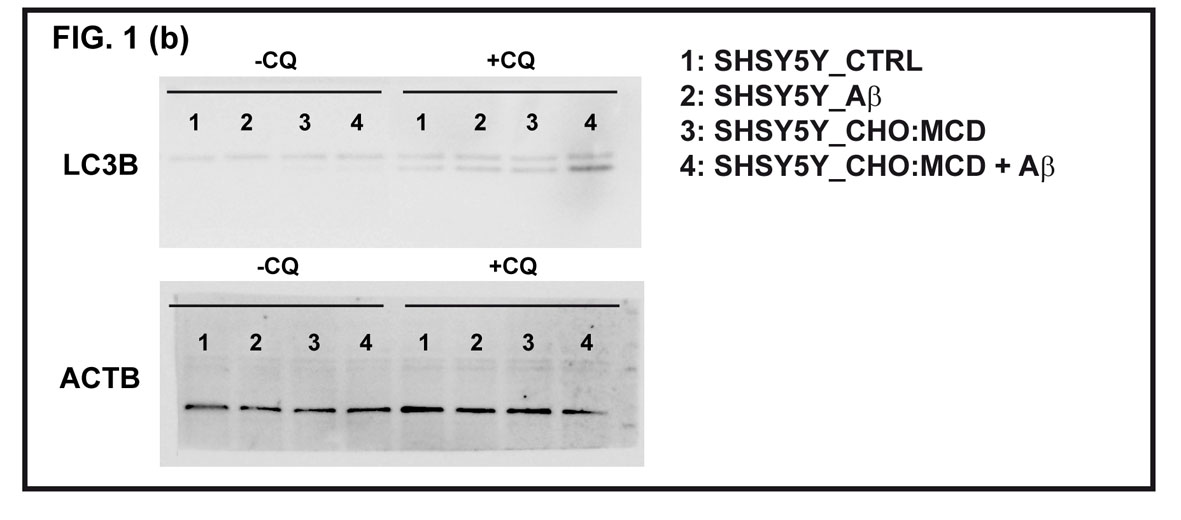 FIG. 1 (b)
-CQ +CQ
1 2 3 4 1 2 3 4
LC3B
-CQ +CQ
1 2 3 4 1 2 3 4
ACTB
1: SHSY5Y_CTRL
2: SHSY5Y_Aβ
3: SHSY5Y_CHO:MCD
4: SHSY5Y_CHO:MCD + Aβ